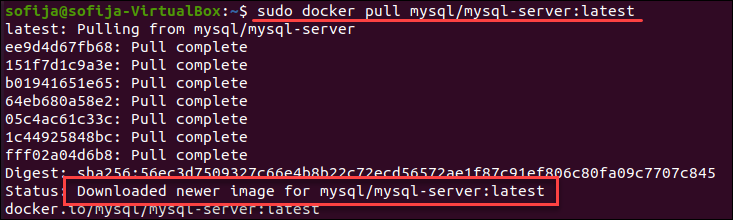 sofija@sofija-VirtualBox:~$ sudo docker pull mysql/mysql-server:latest
latest: Pulling from mysql/mysql-server
ee9d4d67fb68: Pull complete
151f7d1c9a3e: Pull complete
b01941651e65: Pull complete
64eb680a58e2: Pull complete
05c4ac61c33c: Pull complete
1c44925848bc: Pull complete
fff02a04d6b8: Pull complete
Digest: sha256:56ec3d7509327c66e4b8b22c72ecd56572ae1f87c91ef806c80fa09c7707c845
Status: Downloaded newer image for mysql/mysql-server:latest
docker.io/mysql/mysql-server:latest